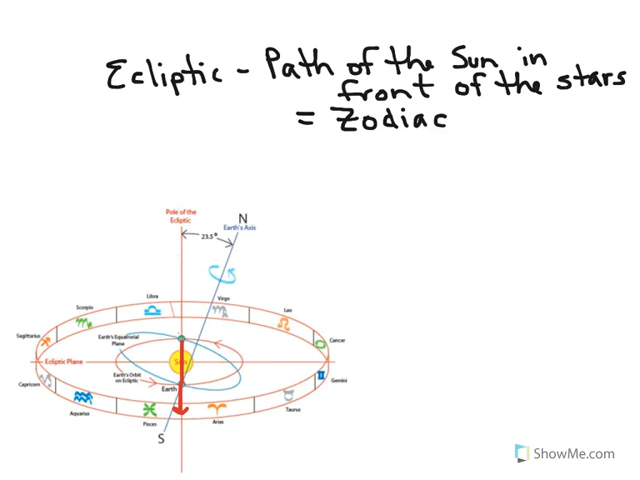 Ecliptic - Path of the Sun in
front of the stars
= Zodiac
Pole of the
Ecliptic
N
Earth's Axis
23.5°
Libra
Virgo
Scorpio
Leo
Sagittarius
Earth's Equatorial
Plane
Cancer
Ecliptic Plane
Sun
Earth's Orbit
on Ecliptic
Earth
Capricorn
Gemini
Aquarius
Pisces
Aries
Taurus
S
ShowMe.com